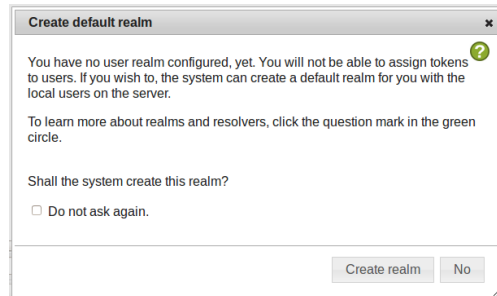 Create default realm
You have no user realm configured, yet. You will not be able to assign tokens
to users. If you wish to, the system can create a default realm for you with the
local users on the server.
To learn more about realms and resolvers, click the question mark in the green
circle.
Shall the system create this realm?
Do not ask again.
Create realm No